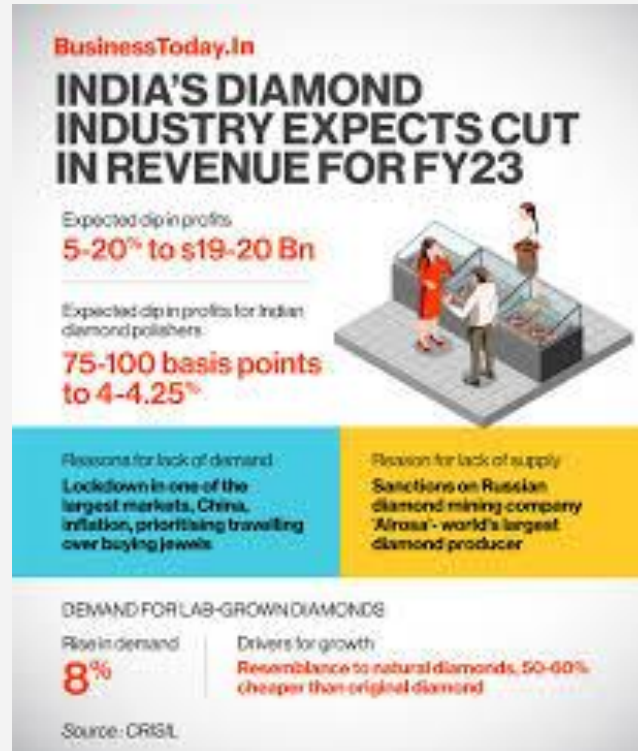 BusinessToday.In
INDIA'S DIAMOND
INDUSTRY EXPECTS CUT
IN REVENUE FOR FY23
Expected dip in profits
5-20% to $19-20 Bn
Expected dip in profits for Indian
diamond polishers
75-100 basis points
to 4-4.25%
Reasons for lack of demand
Lockdown in one of the
largest markets, China,
inflation, prioritising travelling
over buying jewels
Reason for lack of supply
Sanctions on Russian
diamond mining company
'Alrosa'- world's largest
diamond producer
DEMAND FOR LAB-GROWN DIAMONDS
Rise in demand
8%
Drivers for growth
Resemblance to natural diamonds, 50-60%
cheaper than original diamond
Source: CRISIL